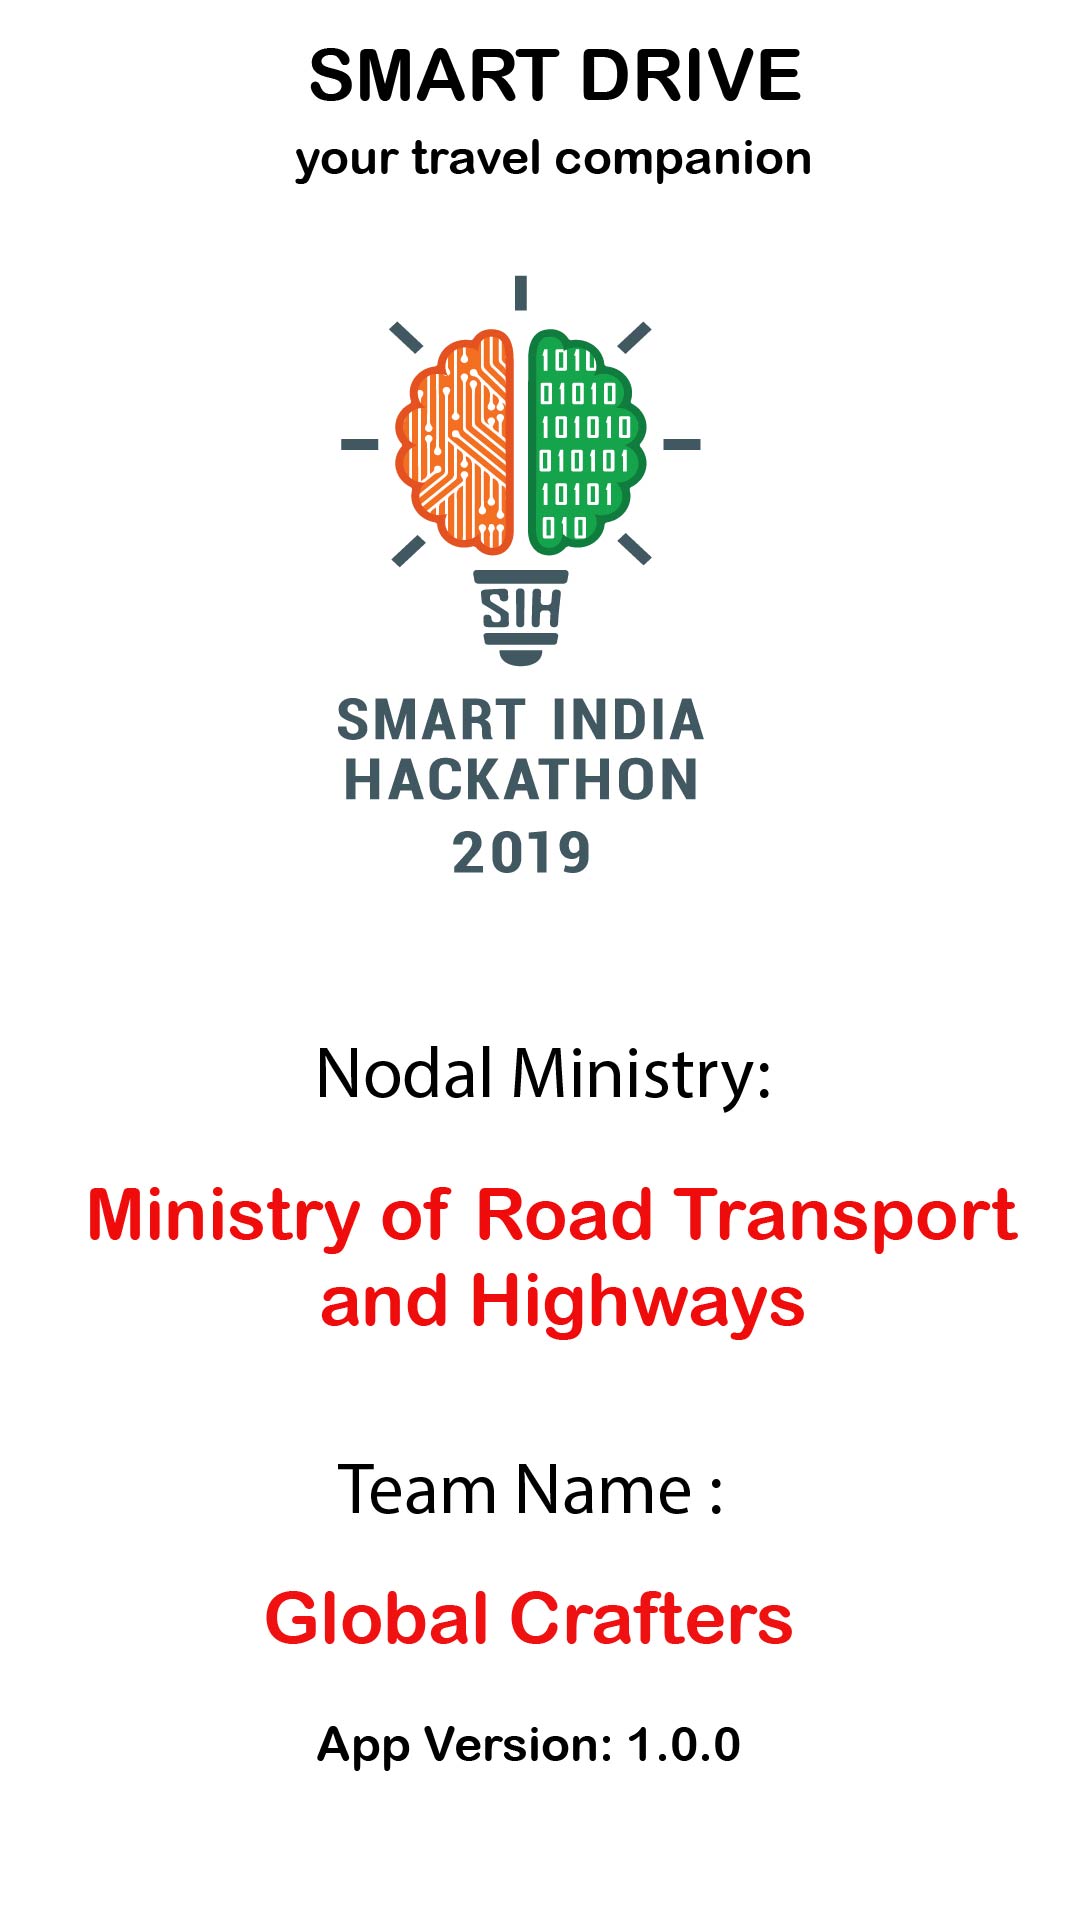 SMART DRIVE
your travel companion
1010
01010
101010
010101
10101
010
SIH
SMART INDIA
HACKATHON
2019
Nodal Ministry:
Ministry of Road Transport
and Highways
Team Name :
Global Crafters
App Version: 1.0.0